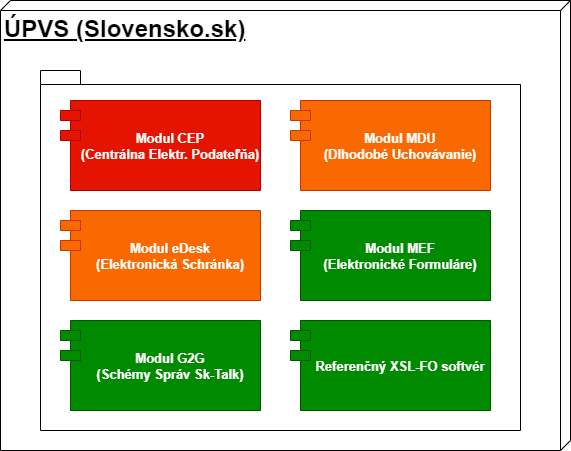 ÚPVS (Slovensko.sk)
Modul CEP
(Centrálna Elektr. Podateľňa)
Modul MDU
(Dlhodobé Uchovávanie)
Modul eDesk
(Elektronická Schránka)
Modul MEF
(Elektronické Formuláre)
Modul G2G
(Schémy Správ Sk-Talk)
Referenčný XSL-FO softvér